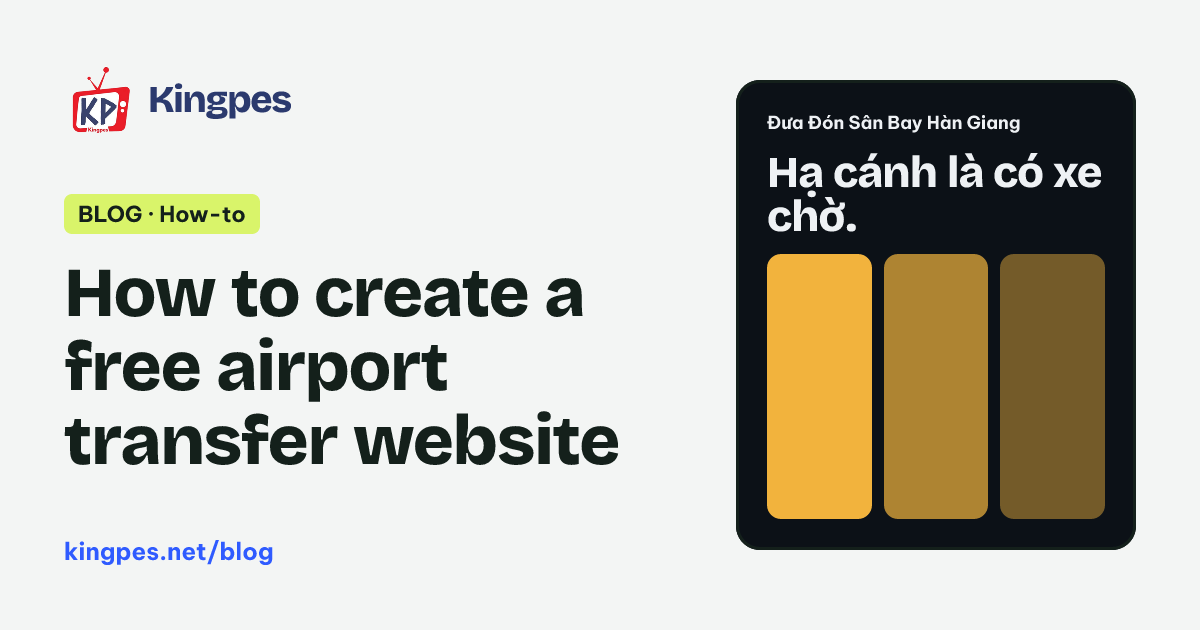 KP
Kingpes
Kingpes
BLOG · How-to
How to create a
free airport
transfer website
kingpes.net/blog
Đưa Đón Sân Bay Hàn Giang
Hạ cánh là có xe
chờ.